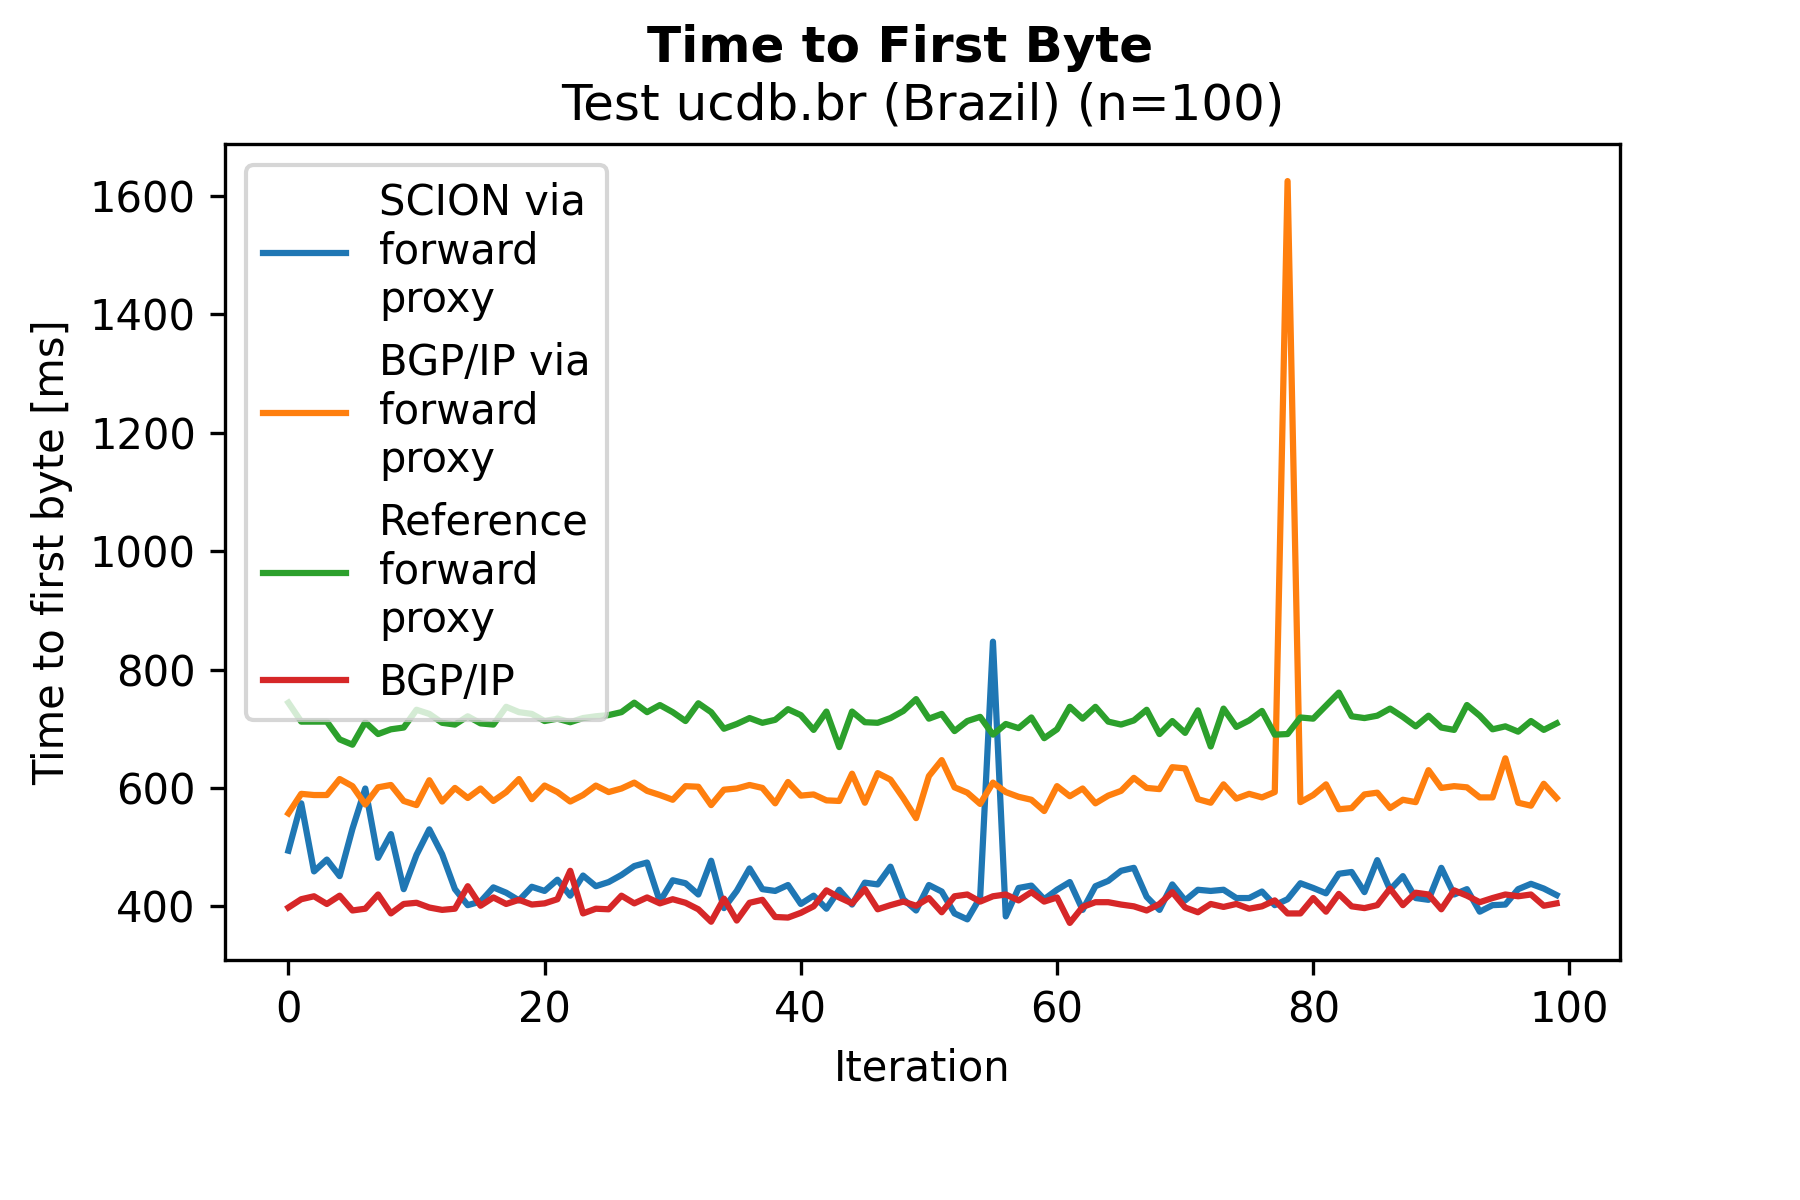 Time to First Byte
Test ucdb.br (Brazil) (n=100)
Time to first byte [ms]
1600
1400
1200
1000
800
600
400
SCION via
forward
proxy
BGP/IP via
forward
proxy
Reference
forward
proxy
BGP/IP
0 20 40 60 80 100
Iteration